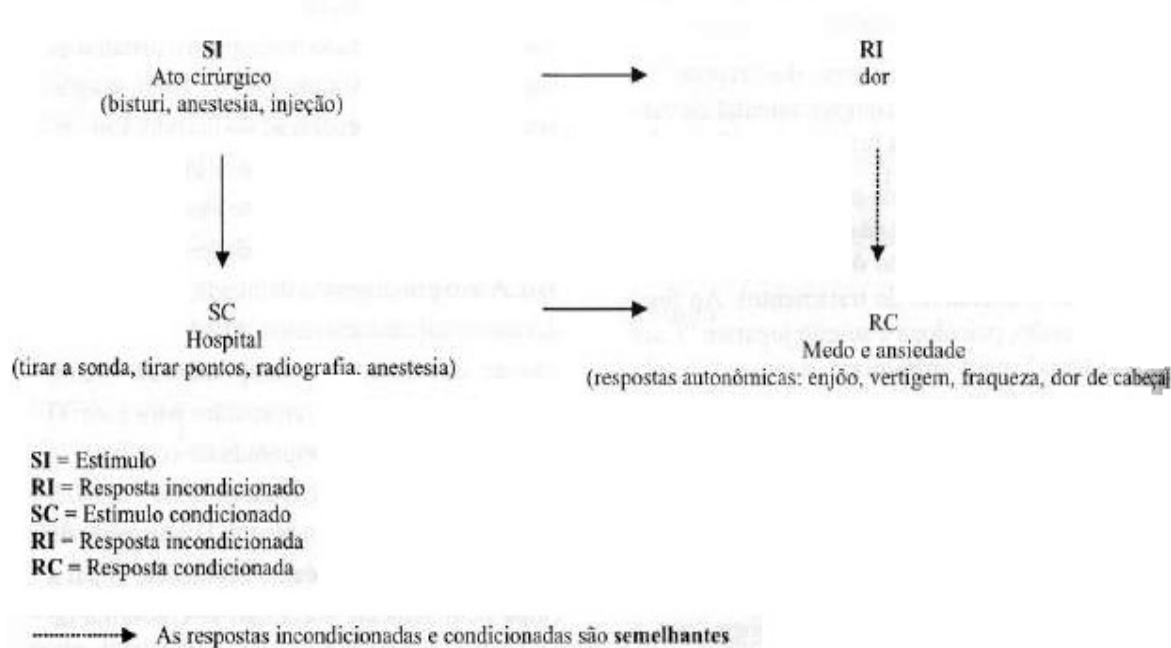 SI
Ato cirúrgico
(bisturi, anestesia, injeção)
RI
dor
SC
Hospital
(tirar a sonda, tirar pontos, radiografia. anestesia)
RC
Medo e ansiedade
(respostas autonômicas: enjôo, vertigem, fraqueza, dor de cabeça
SI = Estímulo
RI = Resposta incondicionado
SC = Estímulo condicionado
RI = Resposta incondicionada
RC = Resposta condicionada
As respostas incondicionadas e condicionadas são semelhantes